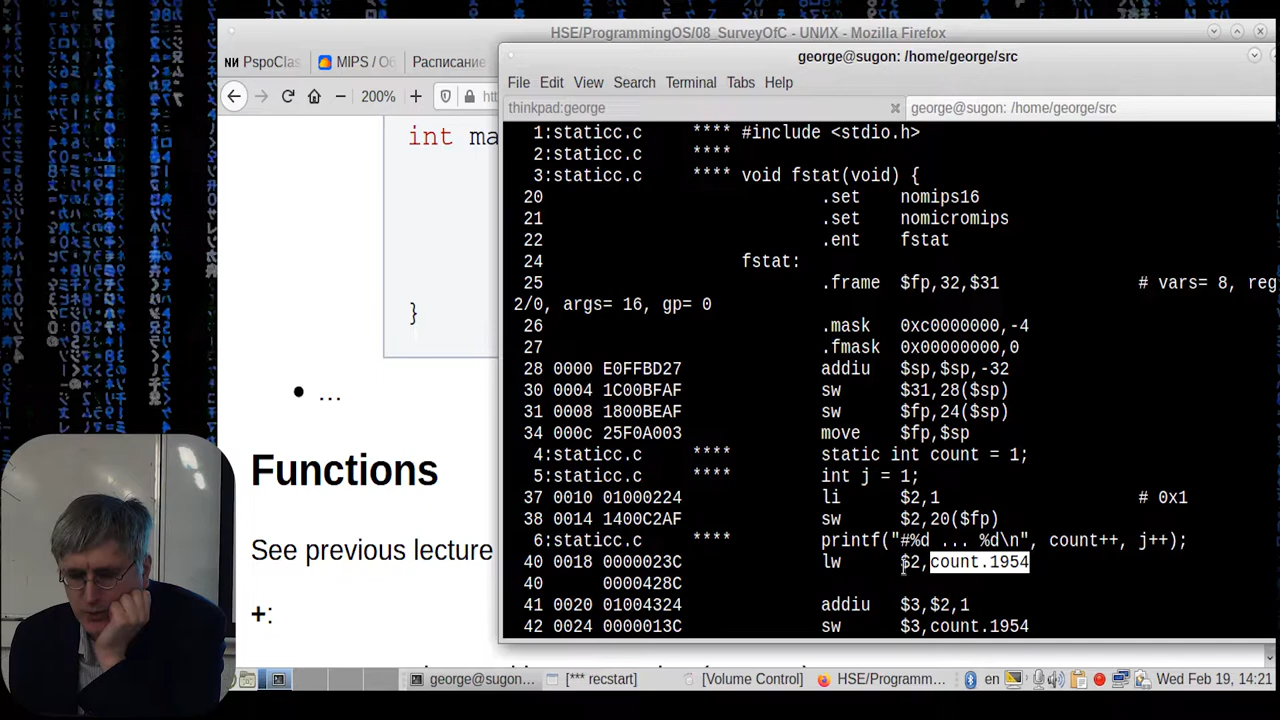 HSE/ProgrammingOS/08_SurveyOfC - UNИX - Mozilla Firefox
george@sugon: /home/george/src
ИИ PspoClas
MIPS / Об
Расписание
File Edit View Search Terminal Tabs Help
200%
htt
thinkpad:george
george@sugon: /home/george/src
int ma
}
• ...
Functions
See previous lecture
+:
1:staticc.c **** #include <stdio.h>
2:staticc.c ****
3:staticc.c **** void fstat(void) {
20 .set nomips16
21 .set nomicromips
22 .ent fstat
24 fstat:
25 .frame $fp,32,$31 # vars= 8, reg
2/0, args= 16, gp= 0
26 .mask 0xc0000000,-4
27 .fmask 0x00000000,0
28 0000 E0FFBD27 addiu $sp,$sp,-32
30 0004 1C00BFAF sw $31,28($sp)
31 0008 1800BEAF sw $fp,24($sp)
34 000c 25F0A003 move $fp,$sp
4:staticc.c **** static int count = 1;
5:staticc.c **** int j = 1;
37 0010 01000224 li $2,1 # 0x1
38 0014 1400C2AF sw $2,20($fp)
6:staticc.c **** printf("#%d ... %d\n", count++, j++);
40 0018 0000023C lw $2,count.1954
40 0000428C
41 0020 01004324 addiu $3,$2,1
42 0024 0000013C sw $3,count.1954
george@sugon...
[*** recstart]
[Volume Control]
HSE/Programm...
en
Wed Feb 19, 14:21